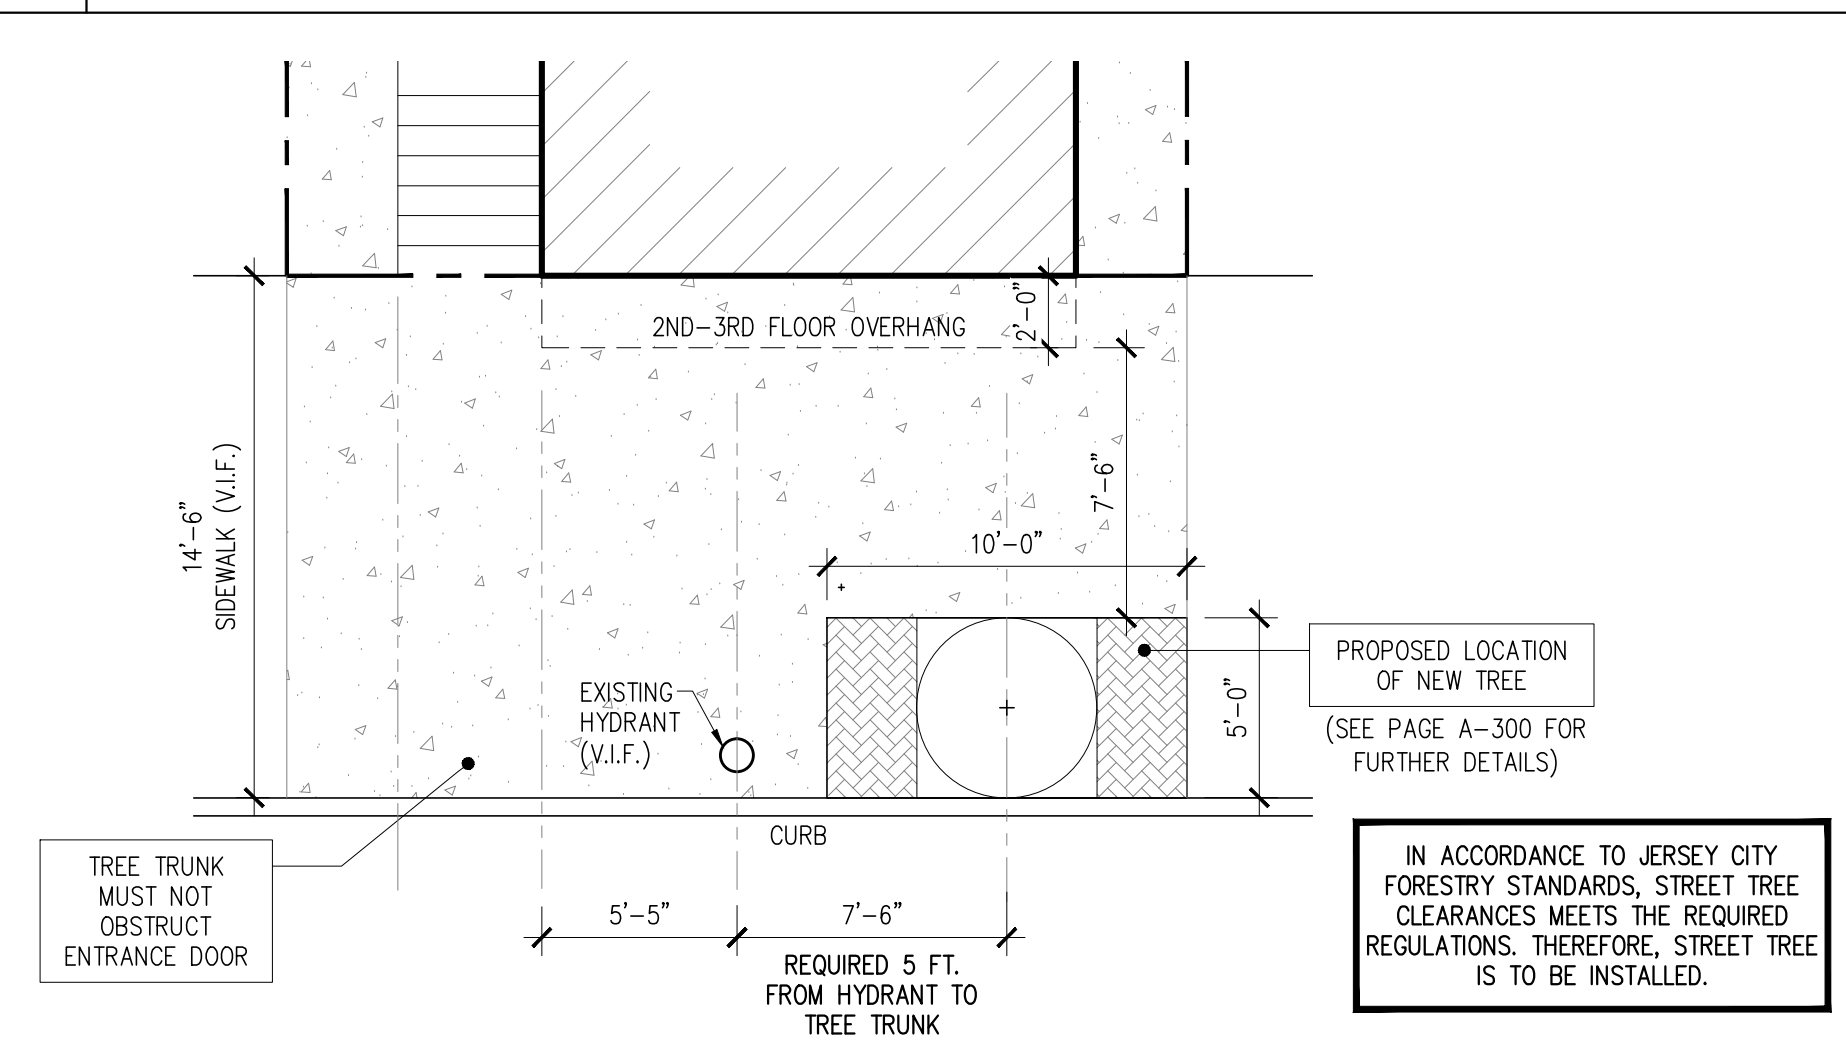 2ND-3RD FLOOR OVERHANG
2'-0"
7'-6"
14'-6"
SIDEWALK (V.I.F.)
10'-0"
EXISTING
HYDRANT
(V.I.F.)
5'-0"
PROPOSED LOCATION
OF NEW TREE
(SEE PAGE A-300 FOR
FURTHER DETAILS)
CURB
TREE TRUNK
MUST NOT
OBSTRUCT
ENTRANCE DOOR
5'-5"
7'-6"
REQUIRED 5 FT.
FROM HYDRANT TO
TREE TRUNK
IN ACCORDANCE TO JERSEY CITY
FORESTRY STANDARDS, STREET TREE
CLEARANCES MEETS THE REQUIRED
REGULATIONS. THEREFORE, STREET TREE
IS TO BE INSTALLED.